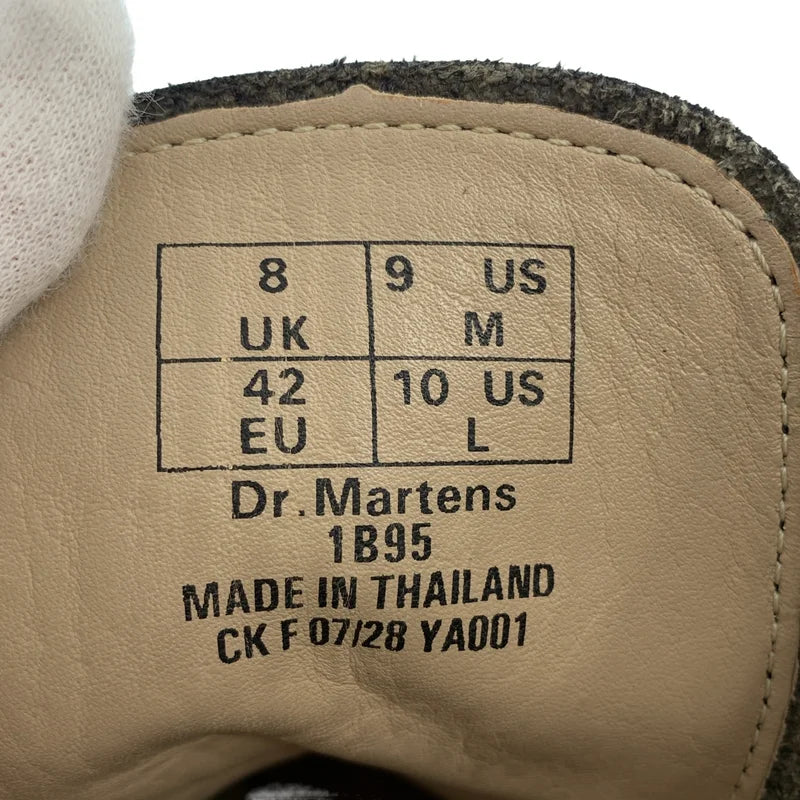 8 UK
9 US M
42 EU
10 US L
Dr. Martens
1B95
MADE IN THAILAND
CK F 07/28 YA001